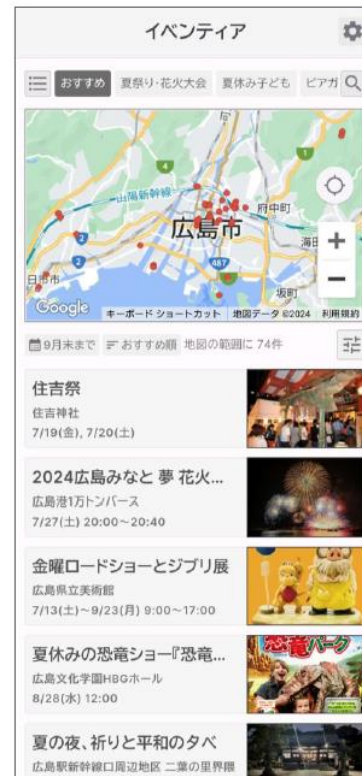 イベンティア
おすすめ 夏祭り・花火大会 夏休み子ども ビアガ
山陽新幹線
府中町
広島市
海田
日市市
坂町
4
2
2
487
Google キーボード ショートカット 地図データ ©2024 利用規約
9月末まで おすすめ順 地図の範囲に 74件
住吉祭
住吉神社
7/19(金), 7/20(土)
2024広島みなと 夢 花火...
広島港1万トンバース
7/27(土) 20:00～20:40
金曜ロードショーとジブリ展
広島県立美術館
7/13(土)～9/23(月) 9:00～17:00
夏休みの恐竜ショー『恐竜...
広島文化学園HBGホール
8/28(水) 12:00
恐竜パーク
夏の夜、祈りと平和の夕べ
広島駅新幹線口周辺地区 二葉の里界隈